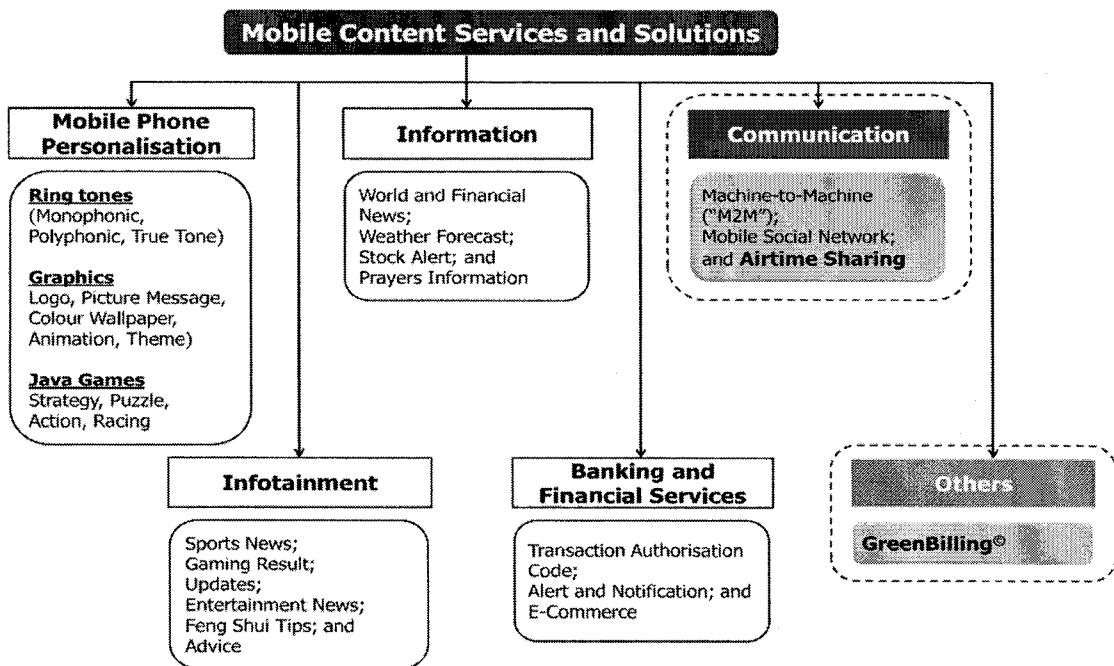 Mobile Content Services and Solutions
Mobile Phone
Personalisation
Ring tones
(Monophonic,
Polyphonic, True Tone)
Graphics
Logo, Picture Message,
Colour Wallpaper,
Animation, Theme)
Java Games
Strategy, Puzzle,
Action, Racing
Information
World and Financial
News;
Weather Forecast;
Stock Alert; and
Prayers Information
Communication
Machine-to-Machine
("M2M");
Mobile Social Network;
and Airtime Sharing
Infotainment
Sports News;
Gaming Result;
Updates;
Entertainment News;
Feng Shui Tips; and
Advice
Banking and
Financial Services
Transaction Authorisation
Code;
Alert and Notification; and
E-Commerce
Others
GreenBilling©